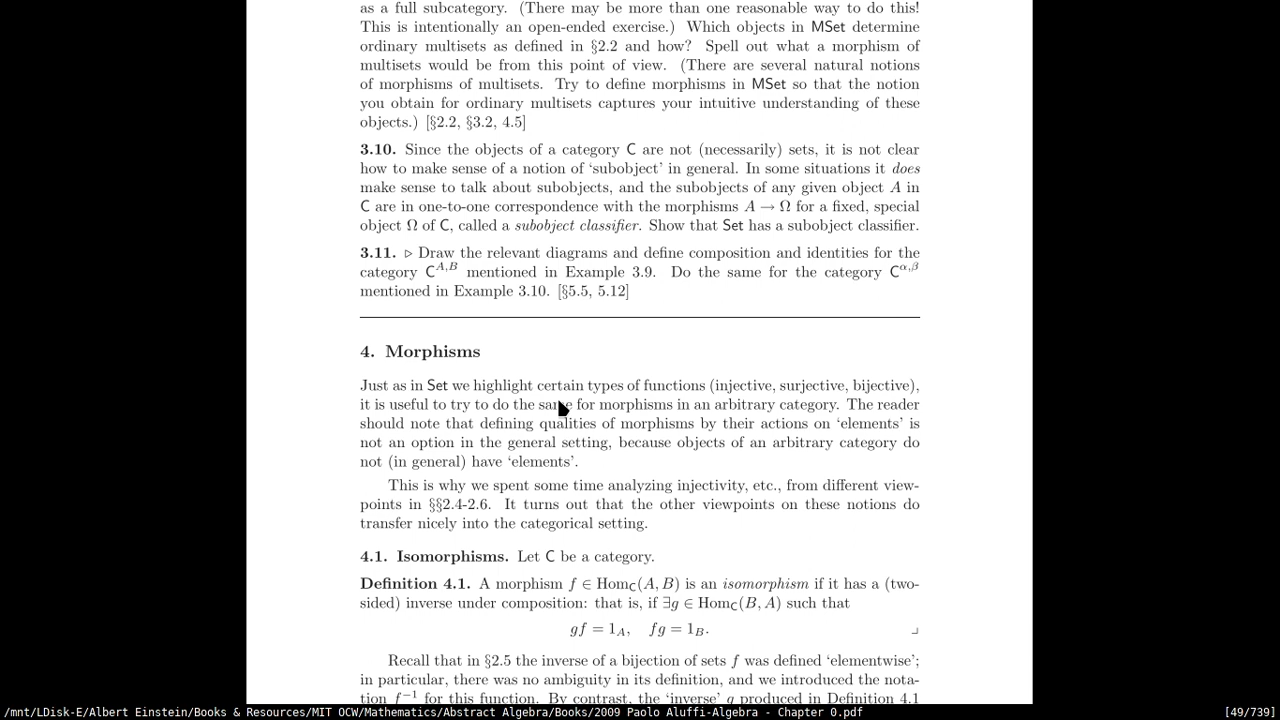 as a full subcategory. (There may be more than one reasonable way to do this!
This is intentionally an open-ended exercise.) Which objects in MSet determine
ordinary multisets as defined in §2.2 and how? Spell out what a morphism of
multisets would be from this point of view. (There are several natural notions
of morphisms of multisets. Try to define morphisms in MSet so that the notion
you obtain for ordinary multisets captures your intuitive understanding of these
objects.) [§2.2, §3.2, 4.5]
3.10. Since the objects of a category C are not (necessarily) sets, it is not clear
how to make sense of a notion of ‘subobject’ in general. In some situations it does
make sense to talk about subobjects, and the subobjects of any given object A in
C are in one-to-one correspondence with the morphisms A → Ω for a fixed, special
object Ω of C, called a subobject classifier. Show that Set has a subobject classifier.
3.11. ▷ Draw the relevant diagrams and define composition and identities for the
category C^{A,B} mentioned in Example 3.9. Do the same for the category C^{α,β}
mentioned in Example 3.10. [§5.5, 5.12]
4. Morphisms
Just as in Set we highlight certain types of functions (injective, surjective, bijective),
it is useful to try to do the same for morphisms in an arbitrary category. The reader
should note that defining qualities of morphisms by their actions on ‘elements’ is
not an option in the general setting, because objects of an arbitrary category do
not (in general) have ‘elements’.
This is why we spent some time analyzing injectivity, etc., from different view-
points in §§2.4-2.6. It turns out that the other viewpoints on these notions do
transfer nicely into the categorical setting.
4.1. Isomorphisms. Let C be a category.
Definition 4.1. A morphism f ∈ Hom_C(A, B) is an isomorphism if it has a (two-
sided) inverse under composition: that is, if ∃g ∈ Hom_C(B, A) such that
gf = 1_A, fg = 1_B. ⌟
Recall that in §2.5 the inverse of a bijection of sets f was defined ‘elementwise’;
in particular, there was no ambiguity in its definition, and we introduced the nota-
tion f^{−1} for this function. By contrast, the ‘inverse’ g produced in Definition 4.1
/mnt/LDisk-E/Albert Einstein/Books & Resources/MIT OCW/Mathematics/Abstract Algebra/Books/2009 Paolo Aluffi-Algebra - Chapter 0.pdf [49/739]